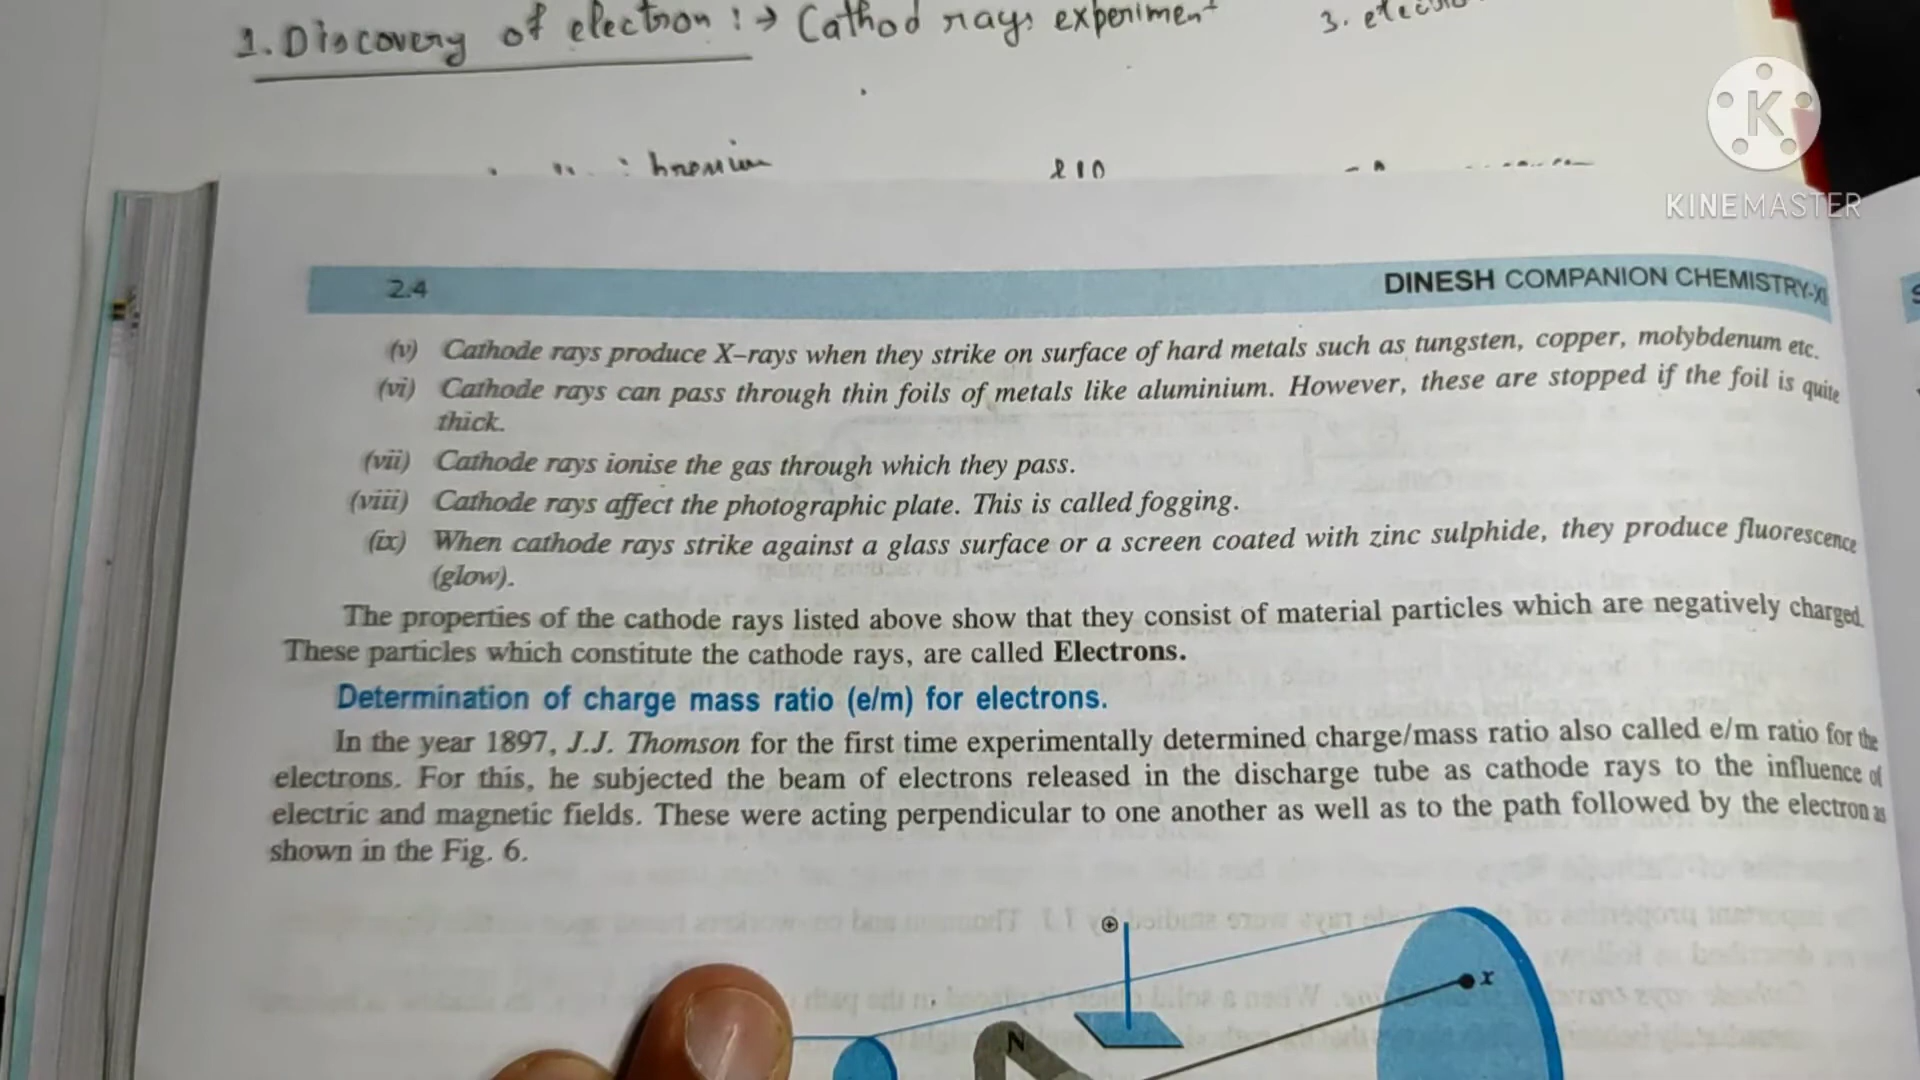 1. Discovery of electron :→ Cathod rays experiment
3.
K
KINEMASTER
2.4
DINESH COMPANION CHEMISTRY-XI
(v) Cathode rays produce X–rays when they strike on surface of hard metals such as tungsten, copper, molybdenum etc.
(vi) Cathode rays can pass through thin foils of metals like aluminium. However, these are stopped if the foil is quite
thick.
(vii) Cathode rays ionise the gas through which they pass.
(viii) Cathode rays affect the photographic plate. This is called fogging.
(ix) When cathode rays strike against a glass surface or a screen coated with zinc sulphide, they produce fluorescence
(glow).
The properties of the cathode rays listed above show that they consist of material particles which are negatively charged.
These particles which constitute the cathode rays, are called Electrons.
Determination of charge mass ratio (e/m) for electrons.
In the year 1897, J.J. Thomson for the first time experimentally determined charge/mass ratio also called e/m ratio for the
electrons. For this, he subjected the beam of electrons released in the discharge tube as cathode rays to the influence of
electric and magnetic fields. These were acting perpendicular to one another as well as to the path followed by the electron as
shown in the Fig. 6.
⊕
x
N